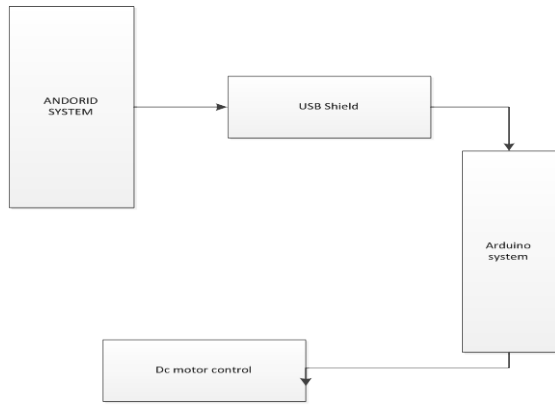 ANDORID
SYSTEM
USB Shield
Arduino
system
Dc motor control